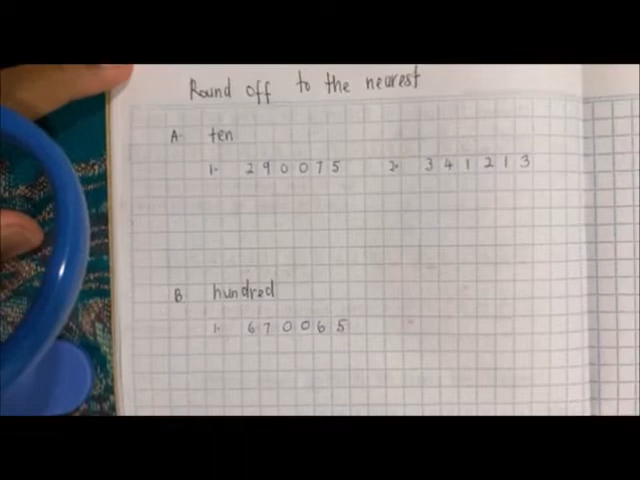 Round off to the nearest
A. ten
1. 290075 2. 341213
B. hundred
1. 670065